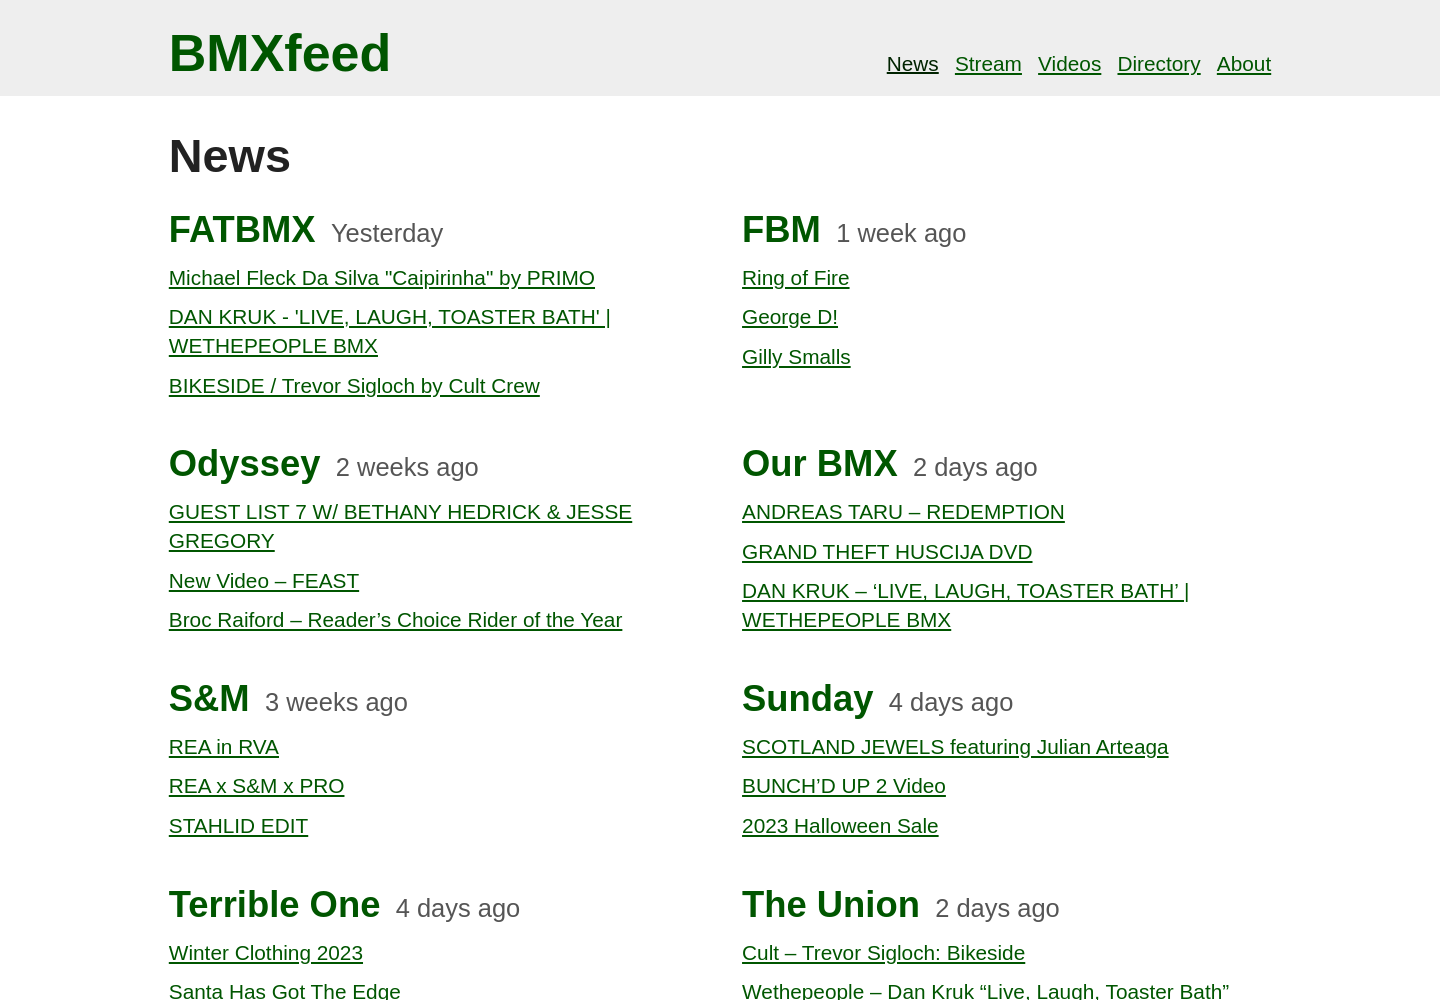 BMXfeed
News Stream Videos Directory About
News
FATBMX Yesterday
Michael Fleck Da Silva "Caipirinha" by PRIMO
DAN KRUK - 'LIVE, LAUGH, TOASTER BATH' |
WETHEPEOPLE BMX
BIKESIDE / Trevor Sigloch by Cult Crew
FBM 1 week ago
Ring of Fire
George D!
Gilly Smalls
Odyssey 2 weeks ago
GUEST LIST 7 W/ BETHANY HEDRICK & JESSE
GREGORY
New Video – FEAST
Broc Raiford – Reader’s Choice Rider of the Year
Our BMX 2 days ago
ANDREAS TARU – REDEMPTION
GRAND THEFT HUSCIJA DVD
DAN KRUK – ‘LIVE, LAUGH, TOASTER BATH’ |
WETHEPEOPLE BMX
S&M 3 weeks ago
REA in RVA
REA x S&M x PRO
STAHLID EDIT
Sunday 4 days ago
SCOTLAND JEWELS featuring Julian Arteaga
BUNCH’D UP 2 Video
2023 Halloween Sale
Terrible One 4 days ago
Winter Clothing 2023
Santa Has Got The Edge
The Union 2 days ago
Cult – Trevor Sigloch: Bikeside
Wethepeople – Dan Kruk “Live, Laugh, Toaster Bath”